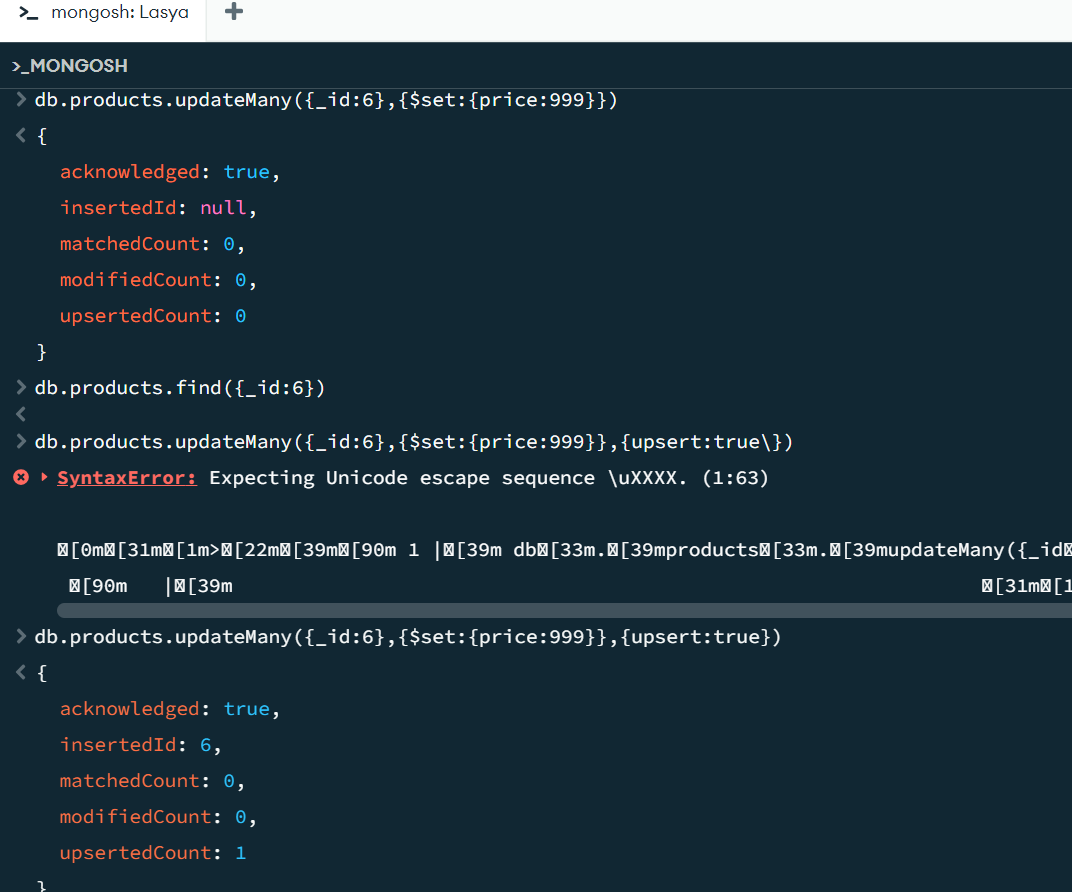 >_ mongosh: Lasya +
>_MONGOSH
> db.products.updateMany({_id:6},{$set:{price:999}})
< {
acknowledged: true,
insertedId: null,
matchedCount: 0,
modifiedCount: 0,
upsertedCount: 0
}
> db.products.find({_id:6})
<
> db.products.updateMany({_id:6},{$set:{price:999}},{upsert:true\})
SyntaxError: Expecting Unicode escape sequence \uXXXX. (1:63)
[0m[31m[1m>[22m[39m[90m 1 |[39m db[33m.[39mproducts[33m.[39mupdateMany({_id
[90m   |[39m [31m[1
> db.products.updateMany({_id:6},{$set:{price:999}},{upsert:true})
< {
acknowledged: true,
insertedId: 6,
matchedCount: 0,
modifiedCount: 0,
upsertedCount: 1
}